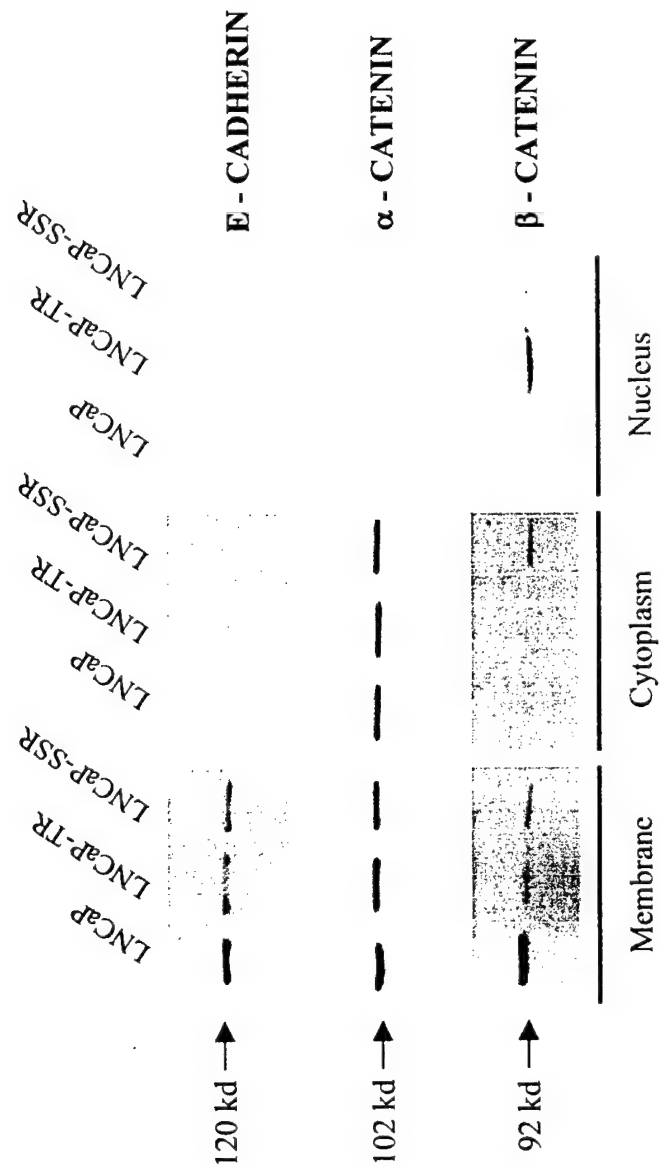 LNCaP
LNCaP-TR
LNCaP-SSR
LNCaP
LNCaP-TR
LNCaP-SSR
LNCaP
LNCaP-TR
LNCaP-SSR
120 kd
E - CADHERIN
102 kd
α - CATENIN
92 kd
β - CATENIN
Membrane
Cytoplasm
Nucleus